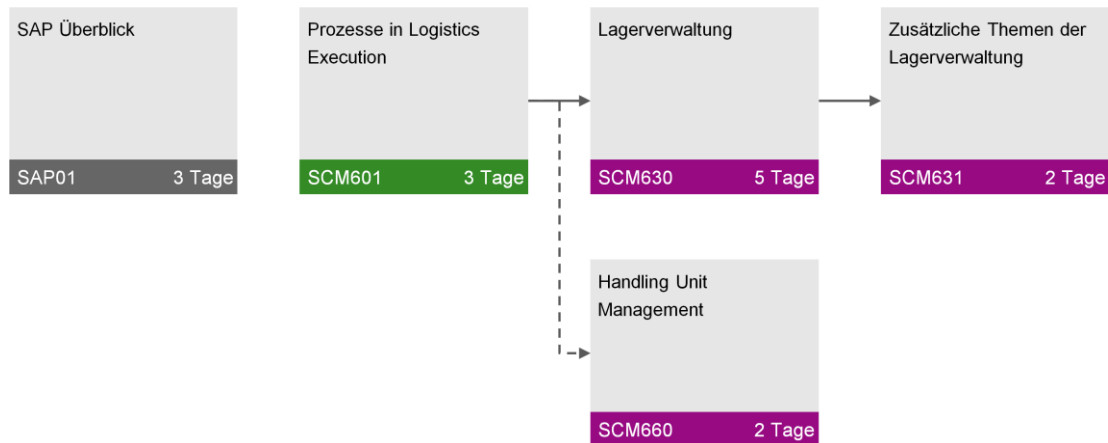 SAP Überblick
SAP01 3 Tage
Prozesse in Logistics
Execution
SCM601 3 Tage
Lagerverwaltung
SCM630 5 Tage
Zusätzliche Themen der
Lagerverwaltung
SCM631 2 Tage
Handling Unit
Management
SCM660 2 Tage